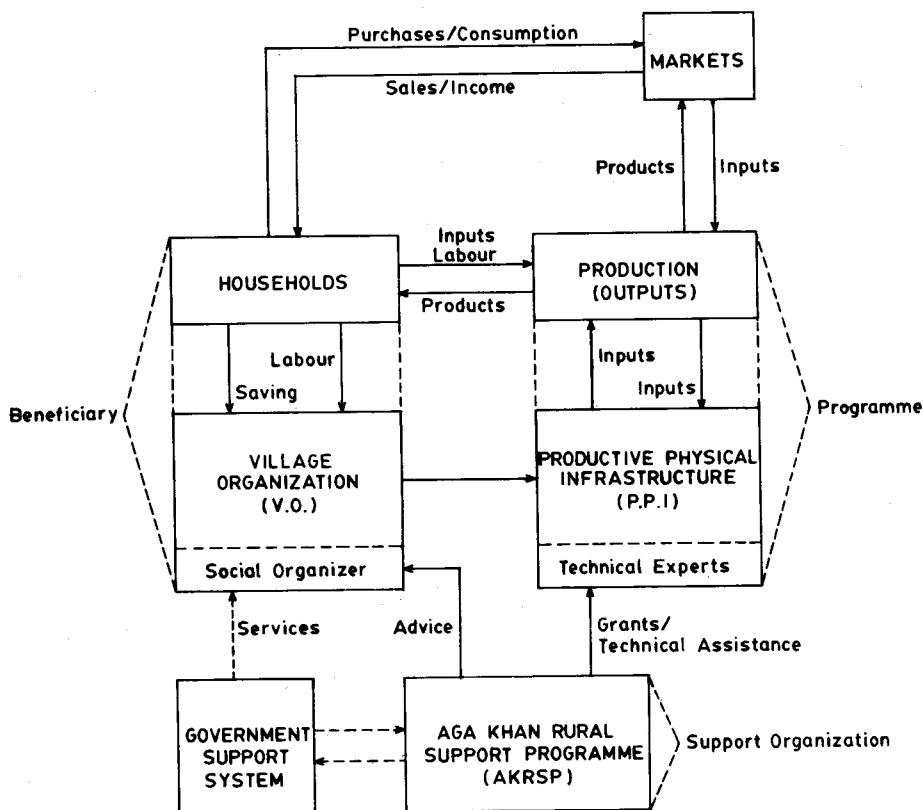 Purchases/Consumption
MARKETS
Sales/Income
Products
Inputs
HOUSEHOLDS
Inputs
Labour
Products
PRODUCTION
(OUTPUTS)
Labour
Saving
Inputs
Inputs
Beneficiary
Programme
VILLAGE
ORGANIZATION
(V.O.)
PRODUCTIVE PHYSICAL
INFRASTRUCTURE
(P.P.I)
Social Organizer
Technical Experts
Services
Advice
Grants/
Technical Assistance
GOVERNMENT
SUPPORT
SYSTEM
AGA KHAN RURAL
SUPPORT PROGRAMME
(AKRSP)
Support Organization